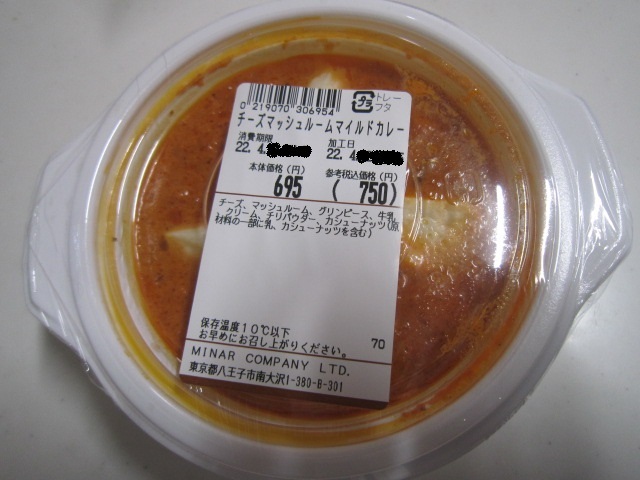 0 219070 306954
プラ
トレー
フタ
チーズマッシュルームマイルドカレー
消費期限 加工日
22. 4. 22. 4.
本体価格(円) 参考税込価格(円)
695 ( 750)
チーズ、マッシュルーム、グリンピース、牛乳
、クリーム、チリパウダー、カシューナッツ(原
材料の一部に乳、カシューナッツを含む)
保存温度10℃以下
お早めにお召し上がりください。 70
MINAR COMPANY LTD.
東京都八王子市南大沢1-380-B-301